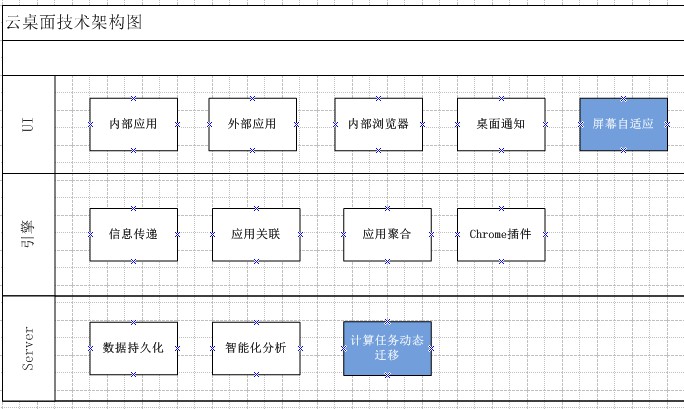 云桌面技术架构图
UI
内部应用
外部应用
内部浏览器
桌面通知
屏幕自适应
引擎
信息传递
应用关联
应用聚合
Chrome插件
Server
数据持久化
智能化分析
计算任务动态
迁移